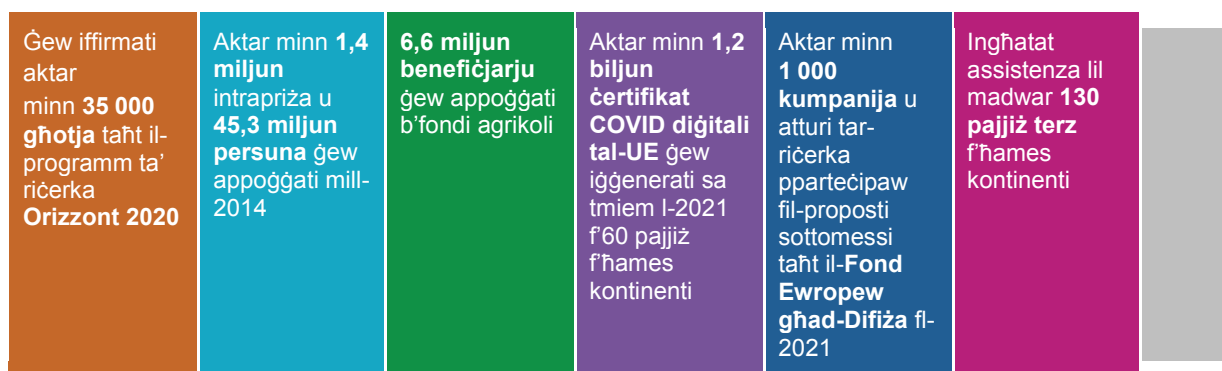 Ġew iffirmati
aktar
minn 35 000
għotja taħt il-
programm ta’
riċerka
Orizzont 2020
Aktar minn 1,4
miljun
intrapriża u
45,3 miljun
persuna ġew
appoġġati mill-
2014
6,6 miljun
benefiċjarju
ġew appoġġati
b’fondi agrikoli
Aktar minn 1,2
biljun
ċertifikat
COVID diġitali
tal-UE ġew
iġġenerati sa
tmiem l-2021
f’60 pajjiż
f’ħames
kontinenti
Aktar minn
1 000
kumpanija u
atturi tar-
riċerka
pparteċipaw
fil-proposti
sottomessi
taħt il-Fond
Ewropew
għad-Difiża fl-
2021
Ingħatat
assistenza lil
madwar 130
pajjiż terz
f’ħames
kontinenti